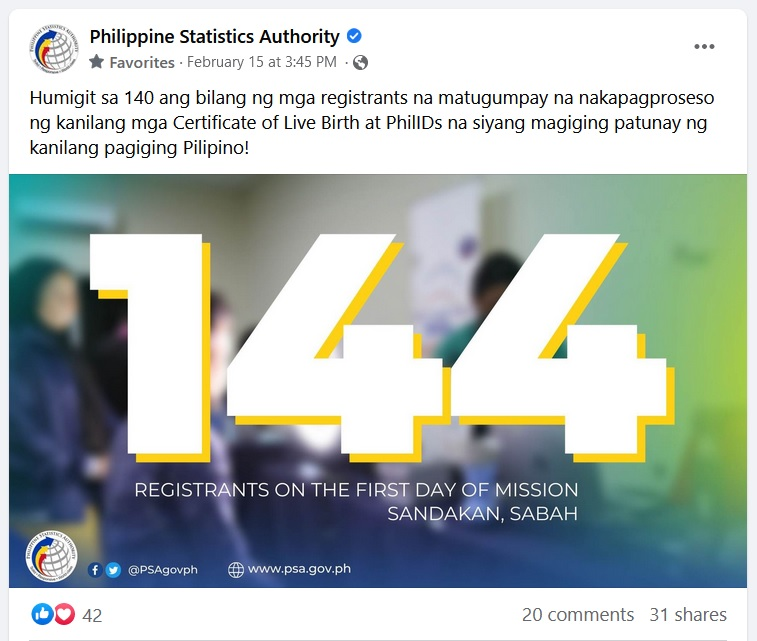 Philippine Statistics Authority
Favorites · February 15 at 3:45 PM ·
Humigit sa 140 ang bilang ng mga registrants na matugumpay na nakapagproseso
ng kanilang mga Certificate of Live Birth at PhilIDs na siyang magiging patunay ng
kanilang pagiging Pilipino!
144
REGISTRANTS ON THE FIRST DAY OF MISSION
SANDAKAN, SABAH
@PSAgovph www.psa.gov.ph
42 20 comments 31 shares